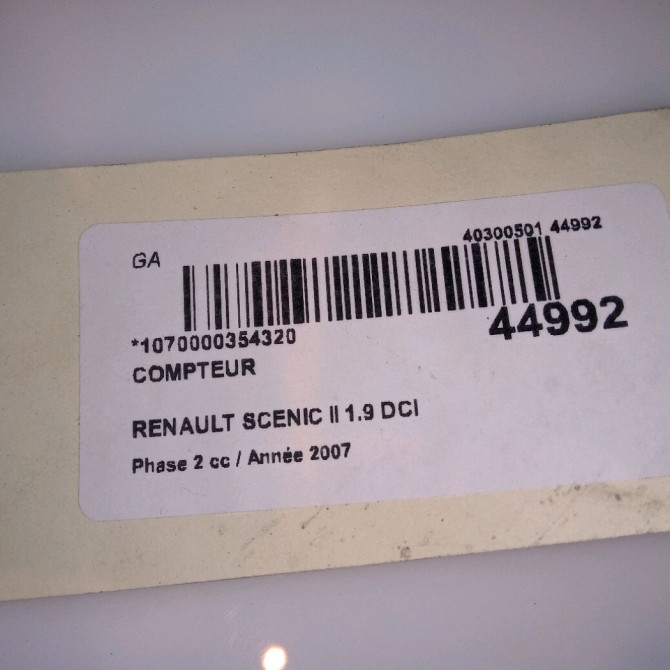 GA
40300501 44992
44992
*1070000354320
COMPTEUR
RENAULT SCENIC II 1.9 DCI
Phase 2 cc / Année 2007